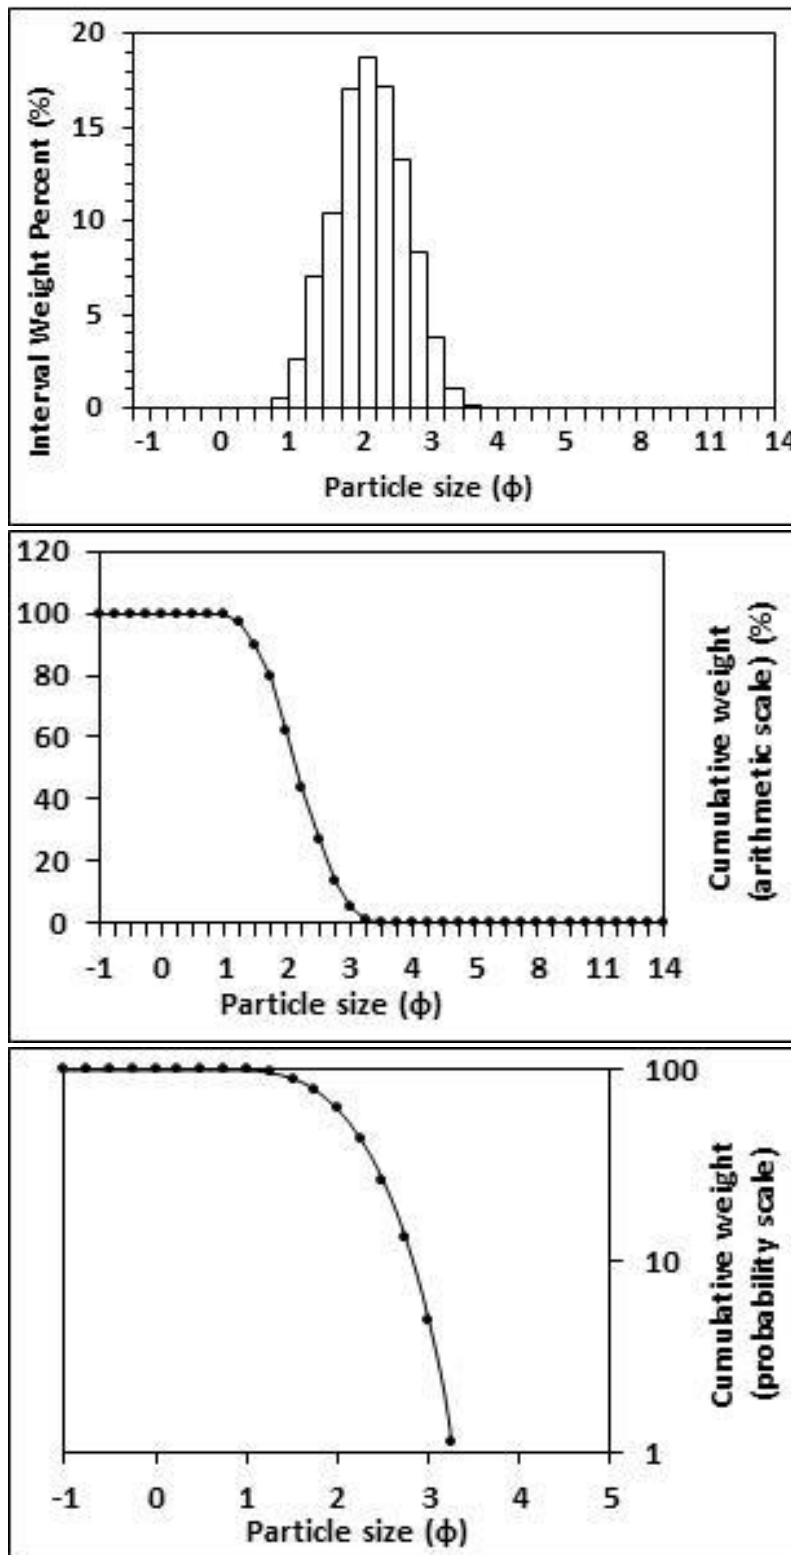 Interval Weight Percent (%)
20
15
10
5
0
-1 0 1 2 3 4 5 8 11 14
Particle size (ϕ)
120
100
80
60
40
20
0
-1 0 1 2 3 4 5 8 11 14
Particle size (ϕ)
Cumulative weight
(arithmetic scale) (%)
100
10
1
-1 0 1 2 3 4 5
Particle size (ϕ)
Cumulative weight
(probability scale)